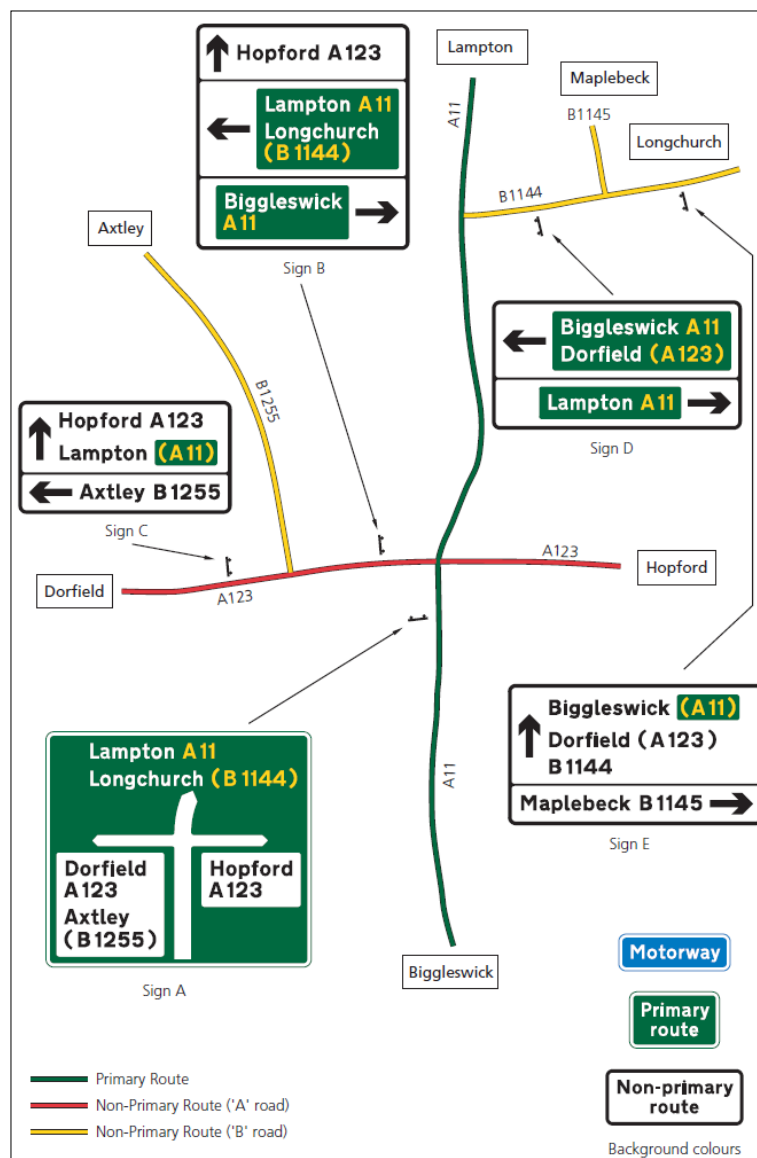 Hopford A123
Lampton A11
Longchurch
(B1144)
Biggleswick
A11
Sign B
Lampton
A11
Maplebeck
B1145
Longchurch
B1144
Axtley
B1255
Biggleswick A11
Dorfield (A123)
Lampton A11
Sign D
Hopford A123
Lampton (A11)
Axtley B1255
Sign C
Dorfield
A123
A123
Hopford
Lampton A11
Longchurch (B1144)
Dorfield
A123
Axtley
(B1255)
Hopford
A123
Sign A
A11
Biggleswick
Biggleswick (A11)
Dorfield (A123)
B1144
Maplebeck B1145
Sign E
Motorway
Primary
route
Non-primary
route
Background colours
Primary Route
Non-Primary Route ('A' road)
Non-Primary Route ('B' road)